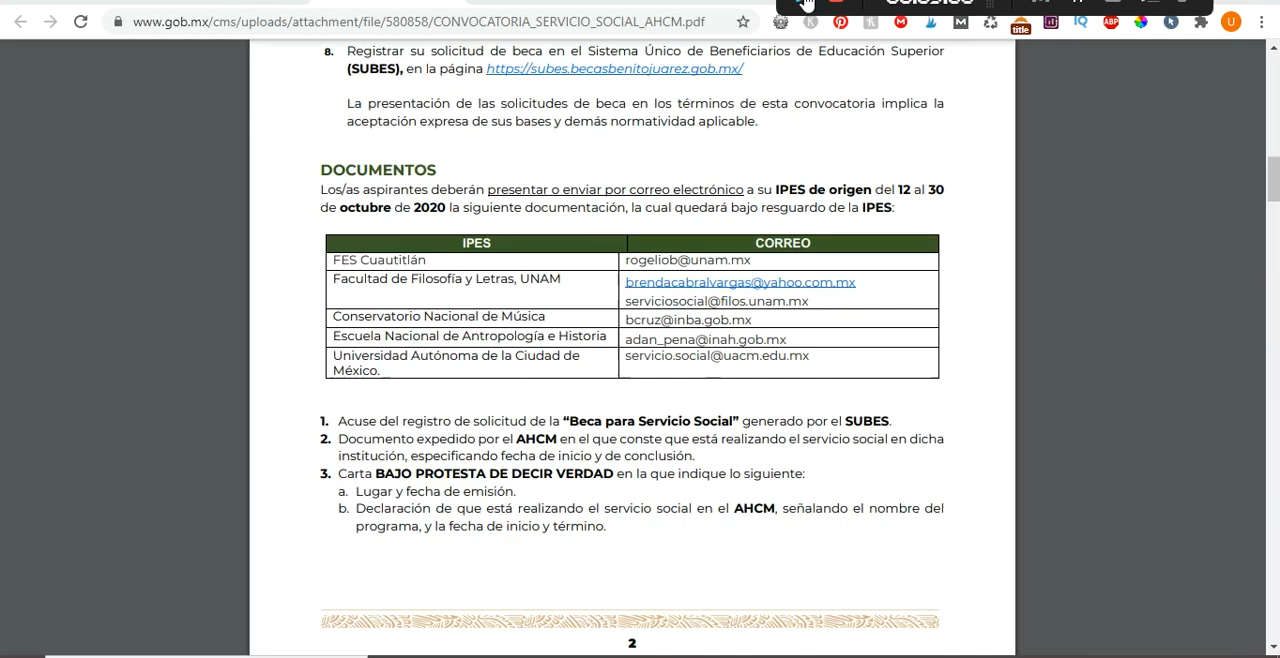 www.gob.mx/cms/uploads/attachment/file/580858/CONVOCATORIA_SERVICIO_SOCIAL_AHCM.pdf
title
ABP
U
8. Registrar su solicitud de beca en el Sistema Único de Beneficiarios de Educación Superior
(SUBES), en la página https://subes.becasbenitojuarez.gob.mx/
La presentación de las solicitudes de beca en los términos de esta convocatoria implica la
aceptación expresa de sus bases y demás normatividad aplicable.
DOCUMENTOS
Los/as aspirantes deberán presentar o enviar por correo electrónico a su IPES de origen del 12 al 30
de octubre de 2020 la siguiente documentación, la cual quedará bajo resguardo de la IPES:
IPES CORREO
FES Cuautitlán rogeliob@unam.mx
Facultad de Filosofía y Letras, UNAM brendacabralvargas@yahoo.com.mx
serviciosocial@filos.unam.mx
Conservatorio Nacional de Música bcruz@inba.gob.mx
Escuela Nacional de Antropología e Historia adan_pena@inah.gob.mx
Universidad Autónoma de la Ciudad de servicio.social@uacm.edu.mx
México.
1. Acuse del registro de solicitud de la “Beca para Servicio Social” generado por el SUBES.
2. Documento expedido por el AHCM en el que conste que está realizando el servicio social en dicha
institución, especificando fecha de inicio y de conclusión.
3. Carta BAJO PROTESTA DE DECIR VERDAD en la que indique lo siguiente:
a. Lugar y fecha de emisión.
b. Declaración de que está realizando el servicio social en el AHCM, señalando el nombre del
programa, y la fecha de inicio y término.
2